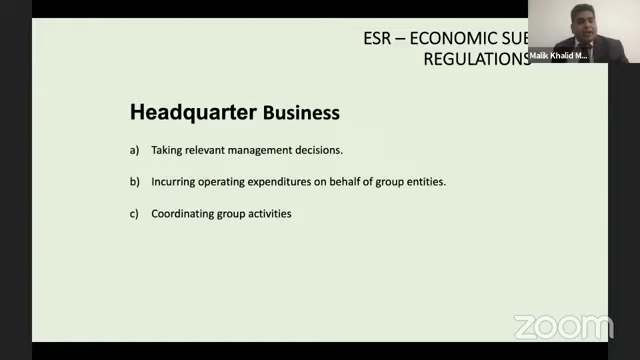 ESR – ECONOMIC SUB
REGULATIONS
Malik Khalid M...
Headquarter Business
a) Taking relevant management decisions.
b) Incurring operating expenditures on behalf of group entities.
c) Coordinating group activities
zoom